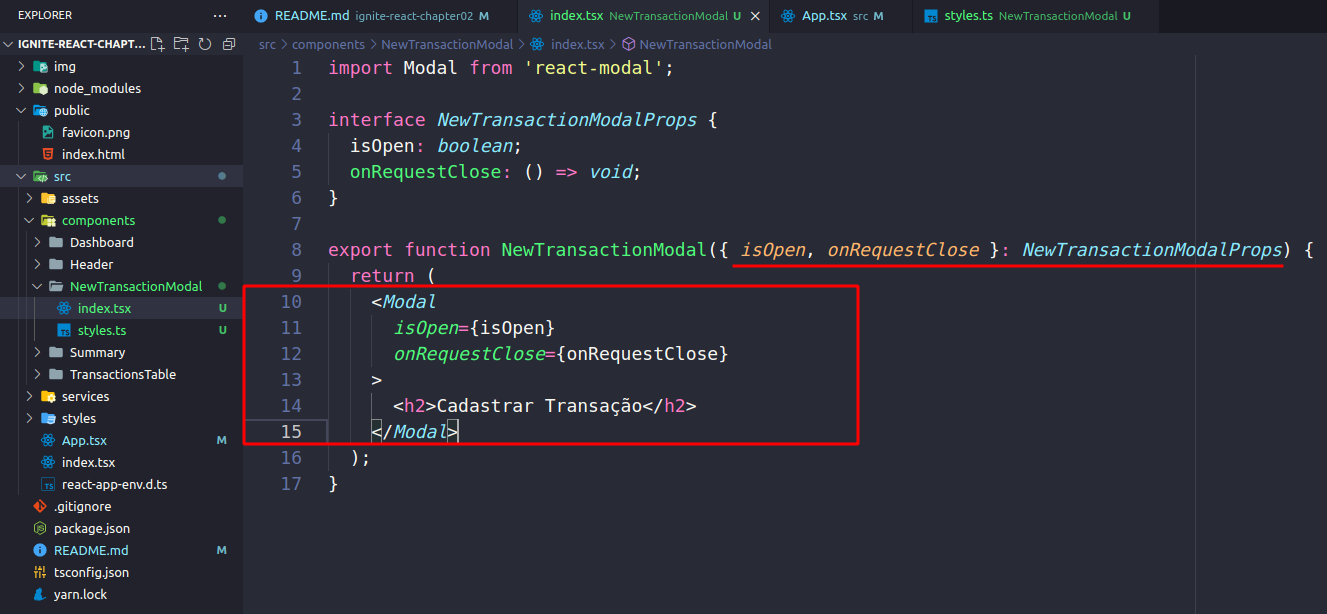 EXPLORER ···
IGNITE-REACT-CHAPT...
img
node_modules
public
favicon.png
index.html
src
assets
components
Dashboard
Header
NewTransactionModal
index.tsx U
styles.ts U
Summary
TransactionsTable
services
styles
App.tsx M
index.tsx
react-app-env.d.ts
.gitignore
package.json
README.md M
tsconfig.json
yarn.lock
README.md ignite-react-chapter02 M
index.tsx NewTransactionModal U
App.tsx src M
styles.ts NewTransactionModal U
src > components > NewTransactionModal > index.tsx > NewTransactionModal
1 import Modal from 'react-modal';
2
3 interface NewTransactionModalProps {
4 isOpen: boolean;
5 onRequestClose: () => void;
6 }
7
8 export function NewTransactionModal({ isOpen, onRequestClose }: NewTransactionModalProps) {
9 return (
10 <Modal
11 isOpen={isOpen}
12 onRequestClose={onRequestClose}
13 >
14 <h2>Cadastrar Transação</h2>
15 </Modal>
16 );
17 }